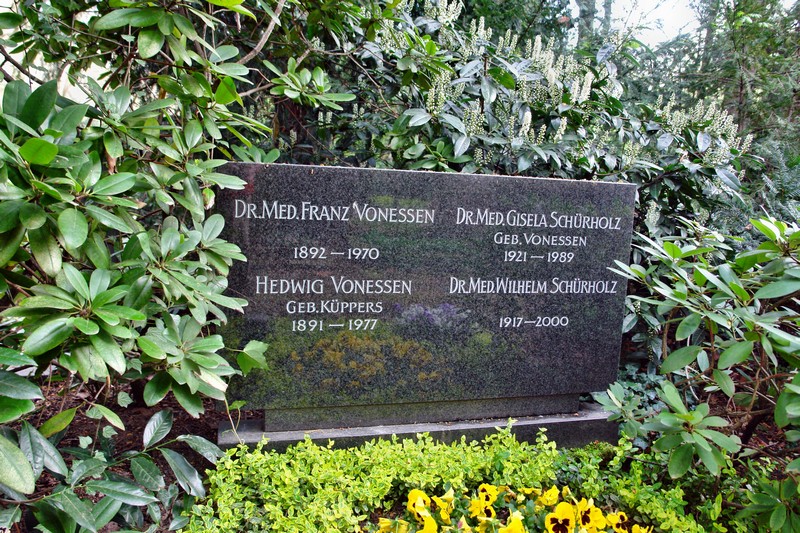 Dr. Med. Franz Vonessen
1892 – 1970
Hedwig Vonessen
Geb. Küppers
1891 – 1977
Dr. Med. Gisela Schürholz
Geb. Vonessen
1921 – 1989
Dr. Med. Wilhelm Schürholz
1917 – 2000